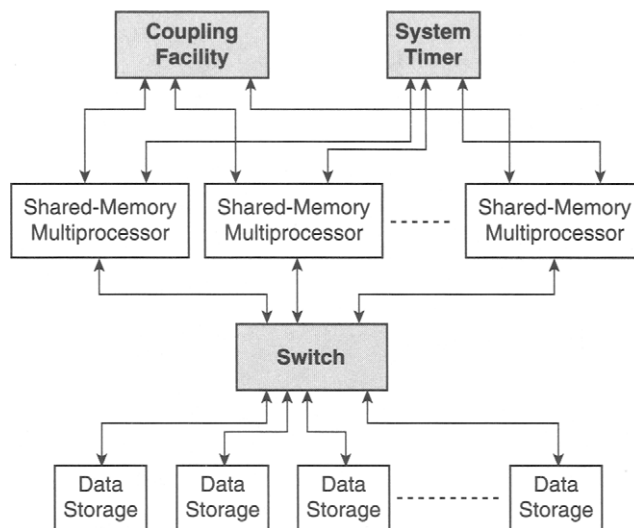 Coupling
Facility
System
Timer
Shared-Memory
Multiprocessor
Shared-Memory
Multiprocessor
Shared-Memory
Multiprocessor
Switch
Data
Storage
Data
Storage
Data
Storage
Data
Storage